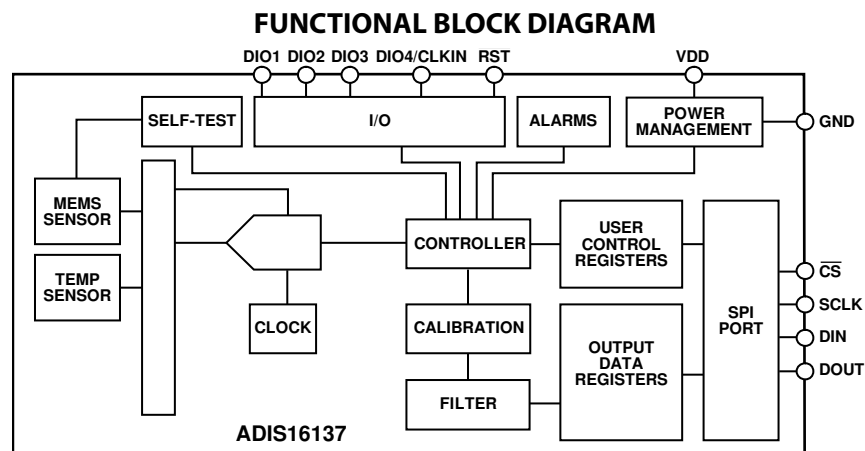 FUNCTIONAL BLOCK DIAGRAM
DIO1 DIO2 DIO3 DIO4/CLKIN RST VDD
SELF-TEST
I/O
ALARMS
POWER
MANAGEMENT
GND
MEMS
SENSOR
TEMP
SENSOR
CLOCK
CONTROLLER
CALIBRATION
FILTER
USER
CONTROL
REGISTERS
OUTPUT
DATA
REGISTERS
SPI
PORT
CS
SCLK
DIN
DOUT
ADIS16137